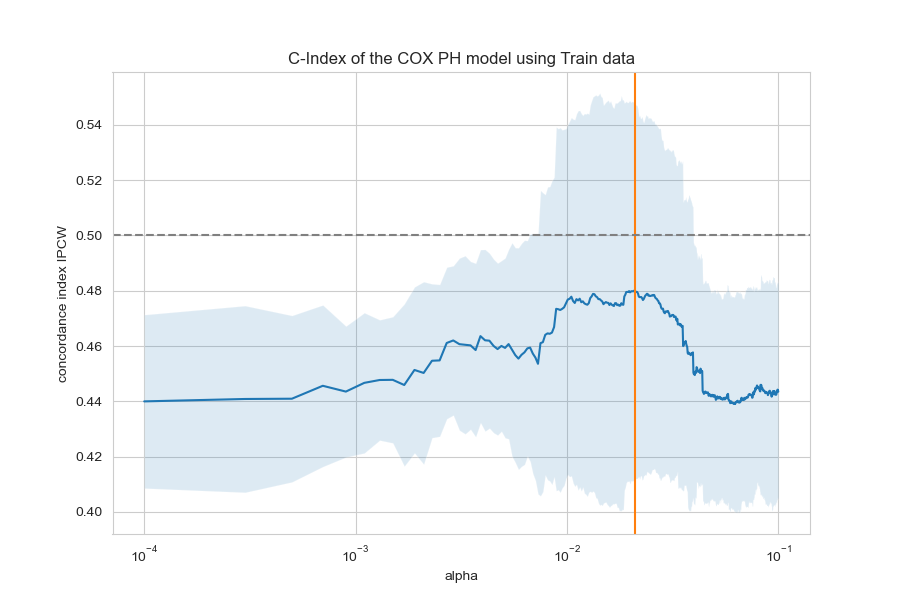 C-Index of the COX PH model using Train data
concordance index IPCW
0.54
0.52
0.50
0.48
0.46
0.44
0.42
0.40
10⁻⁴ 10⁻³ 10⁻² 10⁻¹
alpha